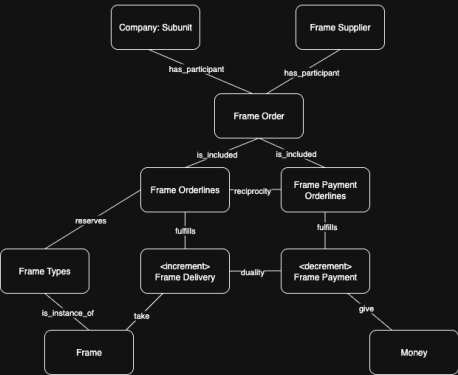 Company: Subunit
Frame Supplier
has_participant
has_participant
Frame Order
is_included
is_included
Frame Orderlines
reciprocity
Frame Payment
Orderlines
reserves
fulfills
fulfills
Frame Types
<increment>
Frame Delivery
duality
<decrement>
Frame Payment
is_instance_of
take
give
Frame
Money